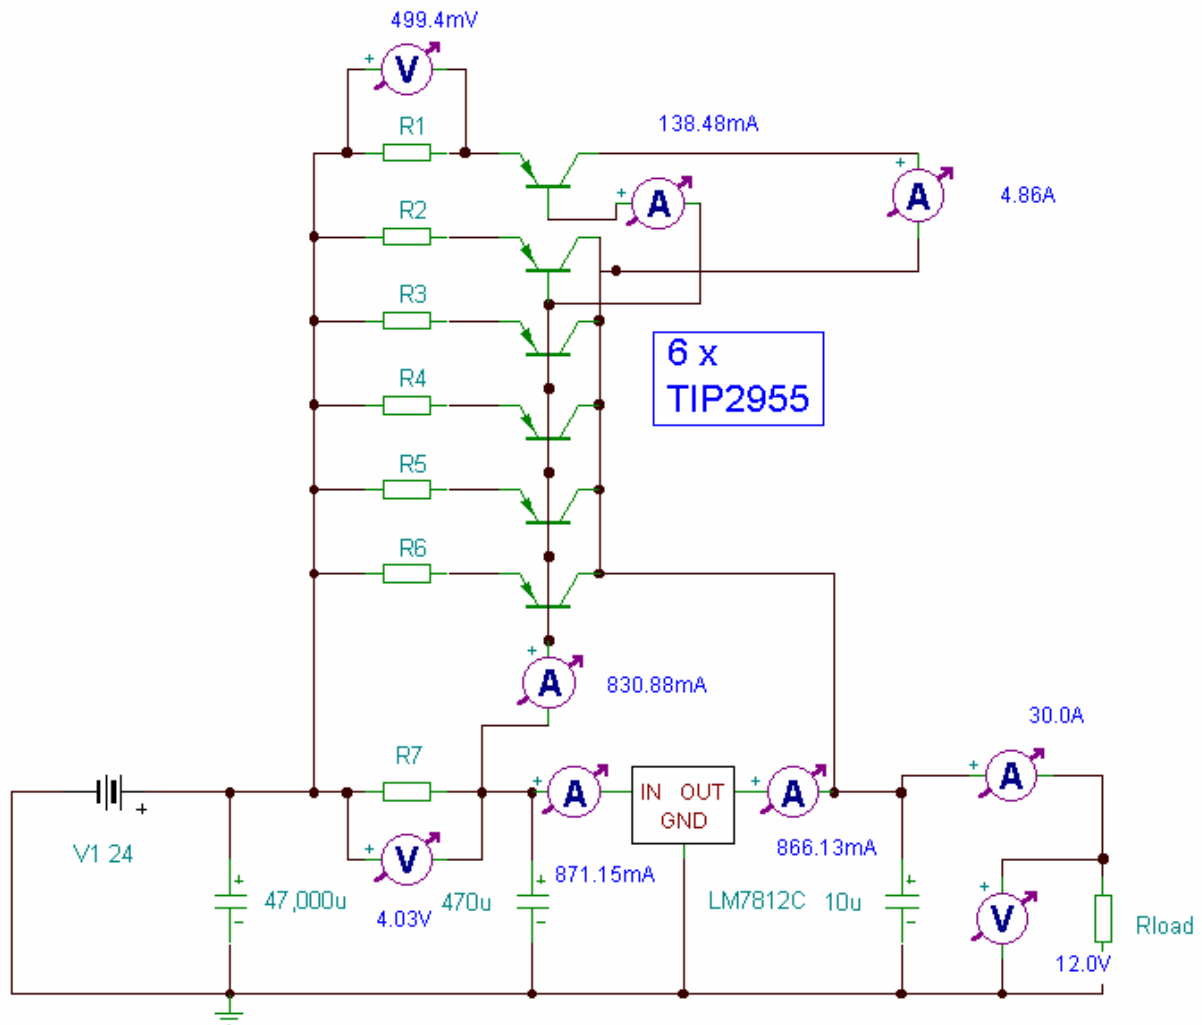 499.4mV
+
V
R1
138.48mA
+
A
+
A
4.86A
R2
R3
6 x
TIP2955
R4
R5
R6
+
A
830.88mA
30.0A
R7
+
A
IN OUT
GND
+
A
+
A
+
V1 24
+
V
4.03V
+
47,000u
-
470u
+
-
871.15mA
866.13mA
LM7812C
10u
+
-
+
V
Rload
12.0V